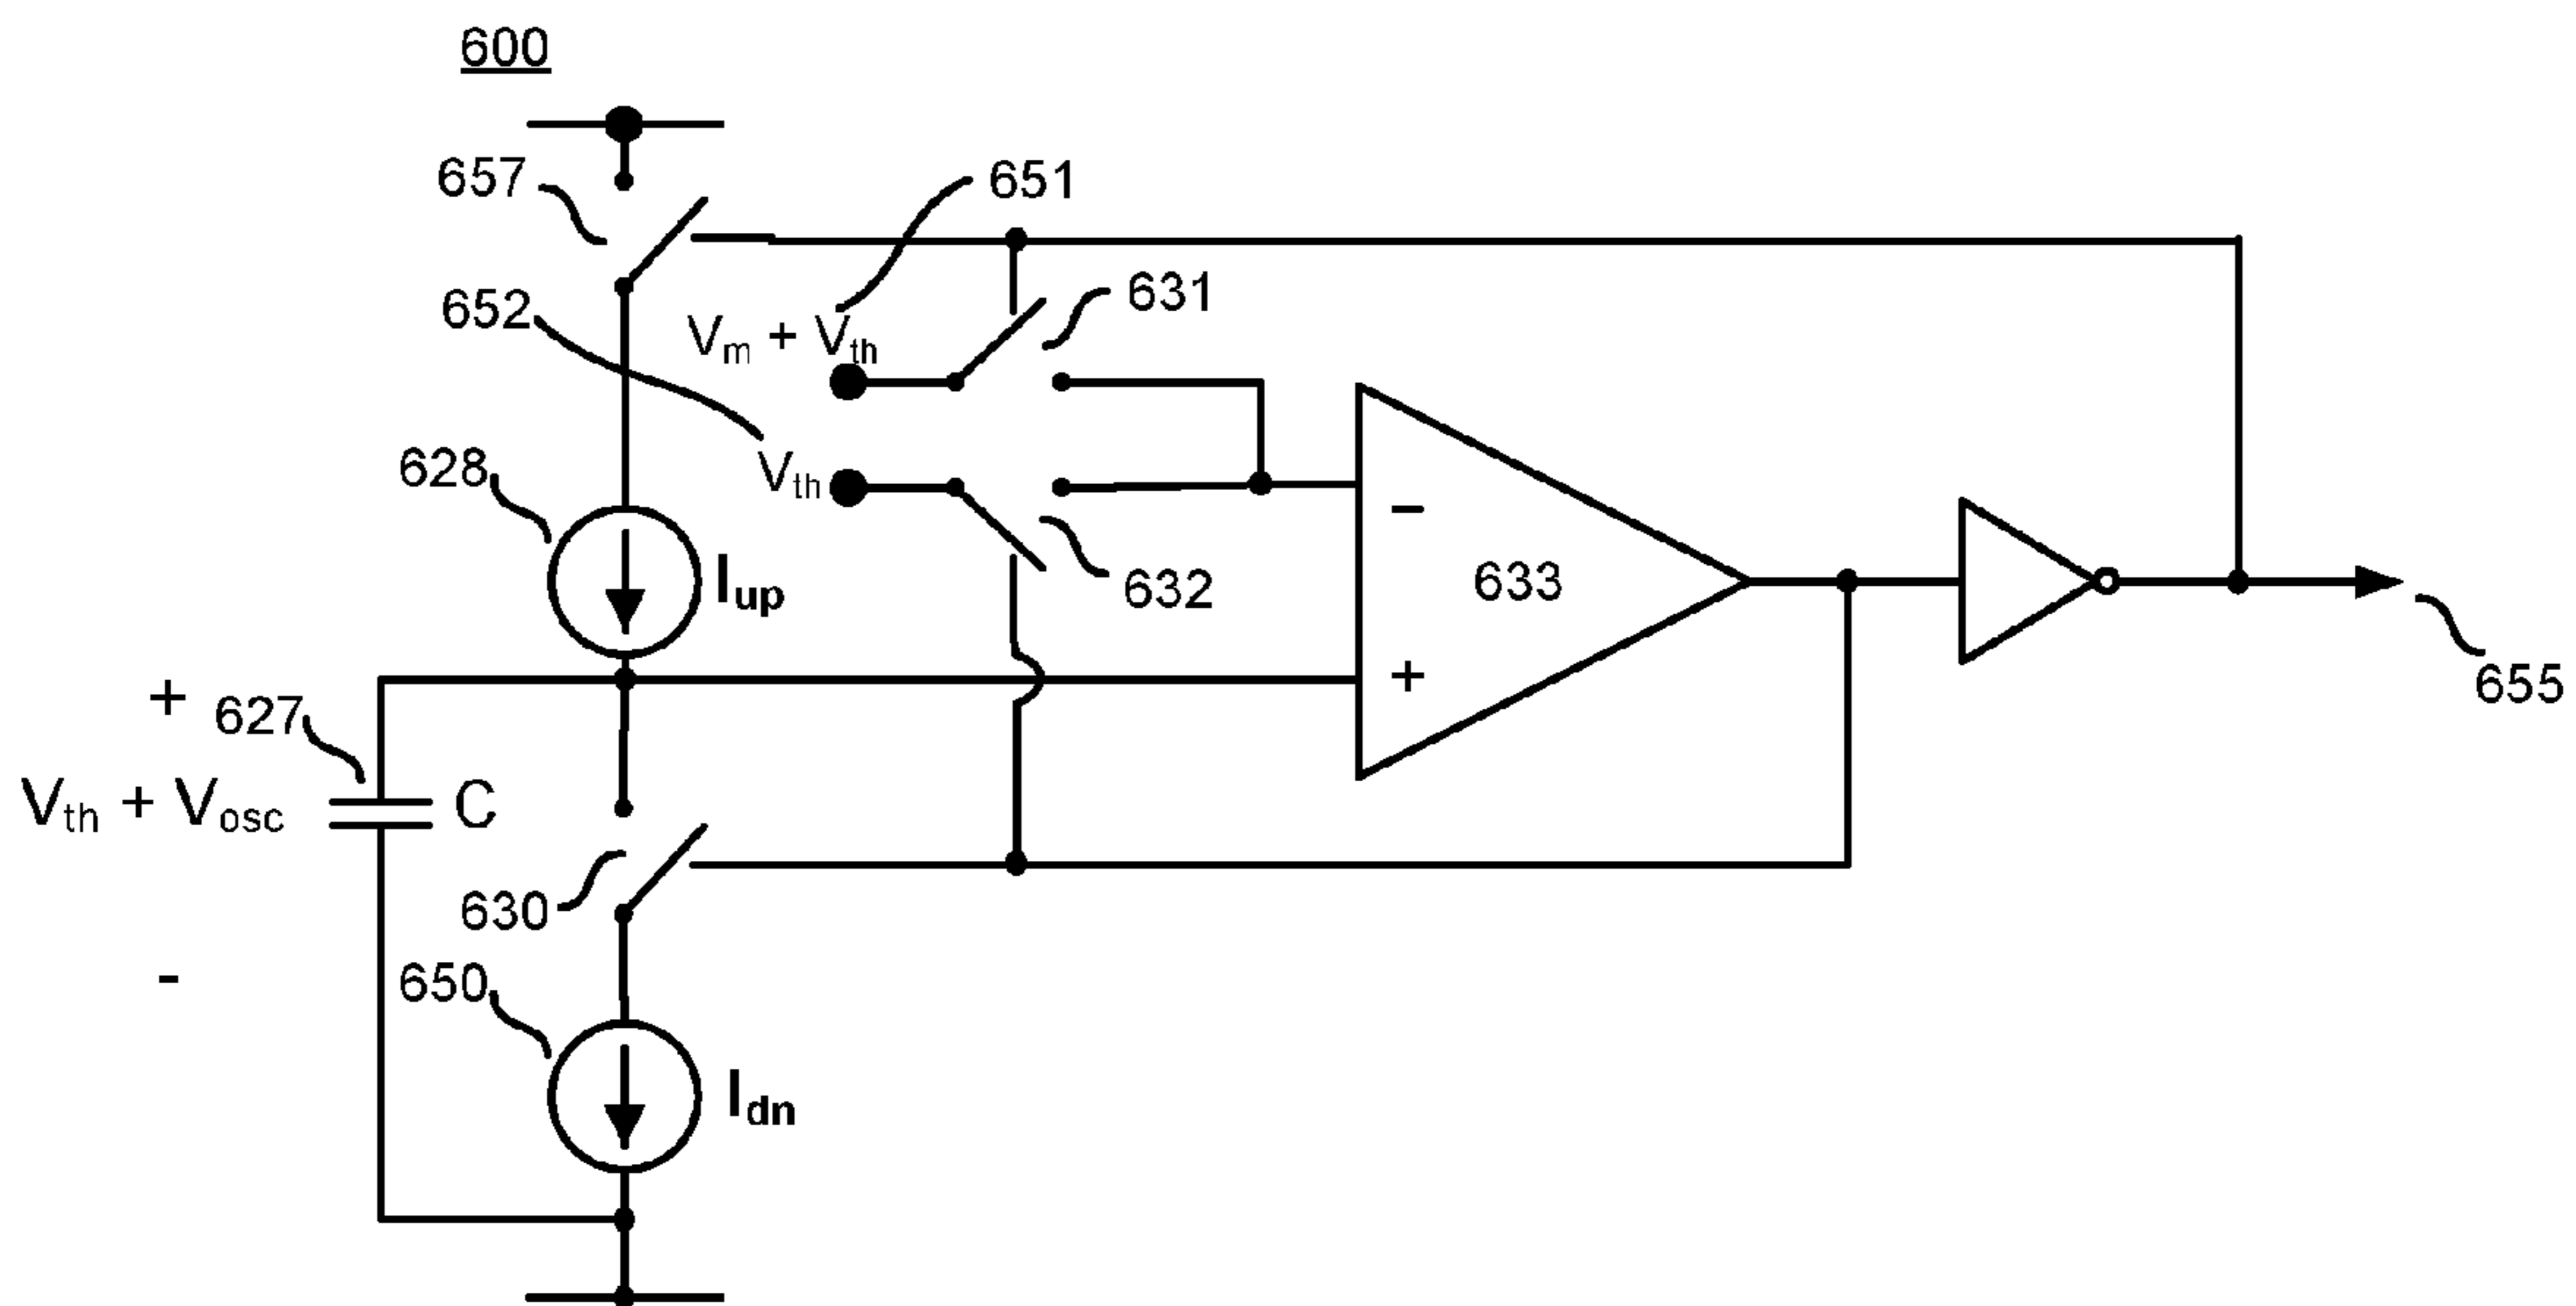 600
657
651
652
631
Vm + Vth
628
Vth
−
632
633
Iup
+
655
+
627
Vth + Vosc
C
630
-
650
Idn